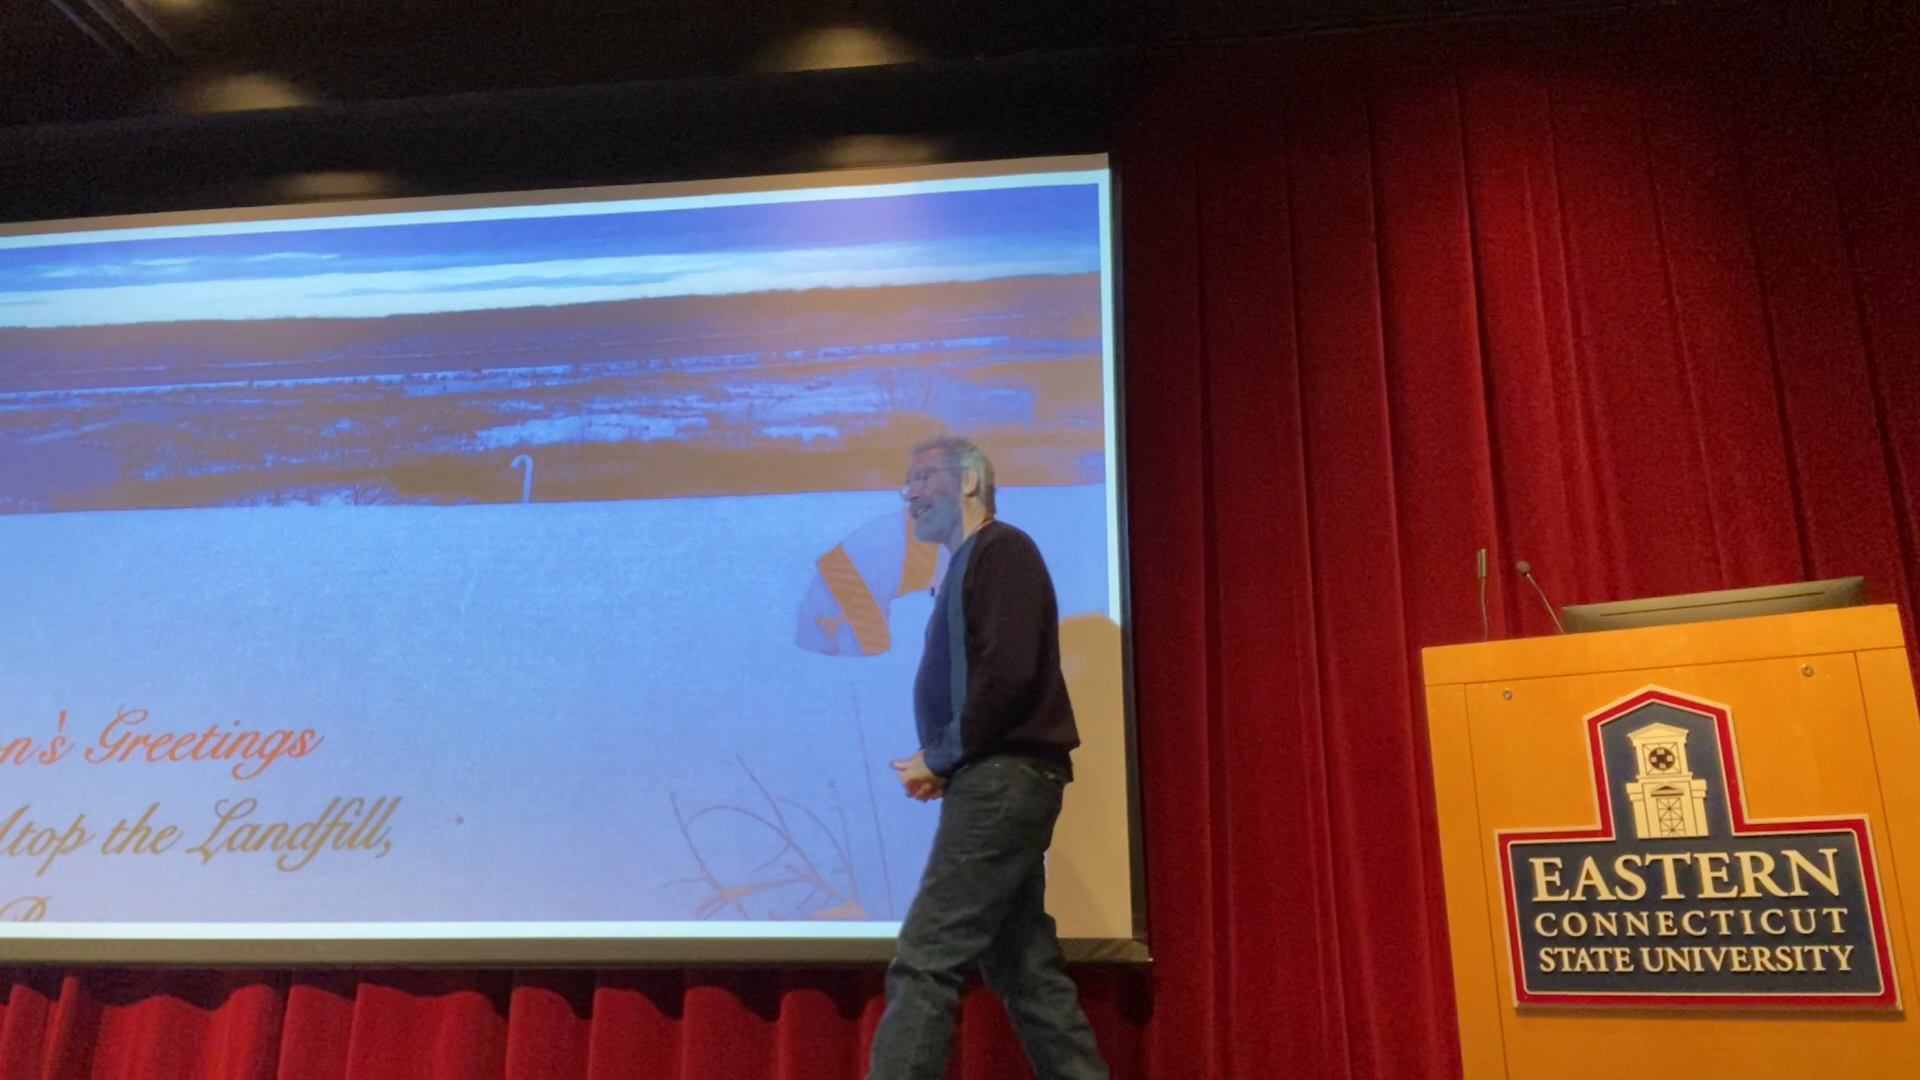 n's Greetings
Atop the Landfill,
EASTERN
CONNECTICUT
STATE UNIVERSITY